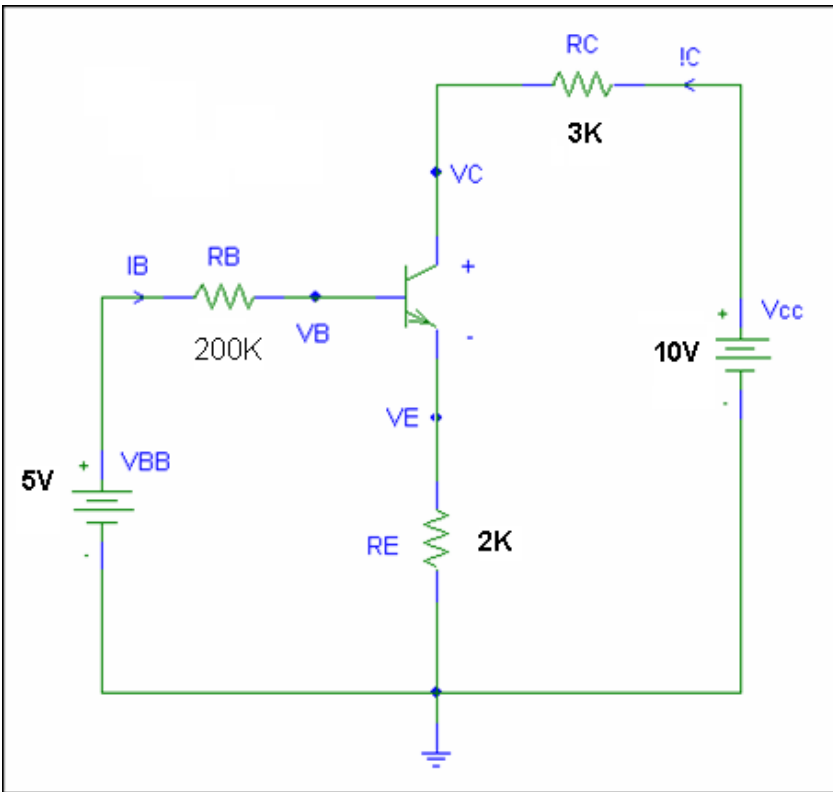 RC
!C
3K
VC
IB
RB
+
VB
-
200K
+
Vcc
10V
-
VE
+
VBB
5V
-
RE
2K